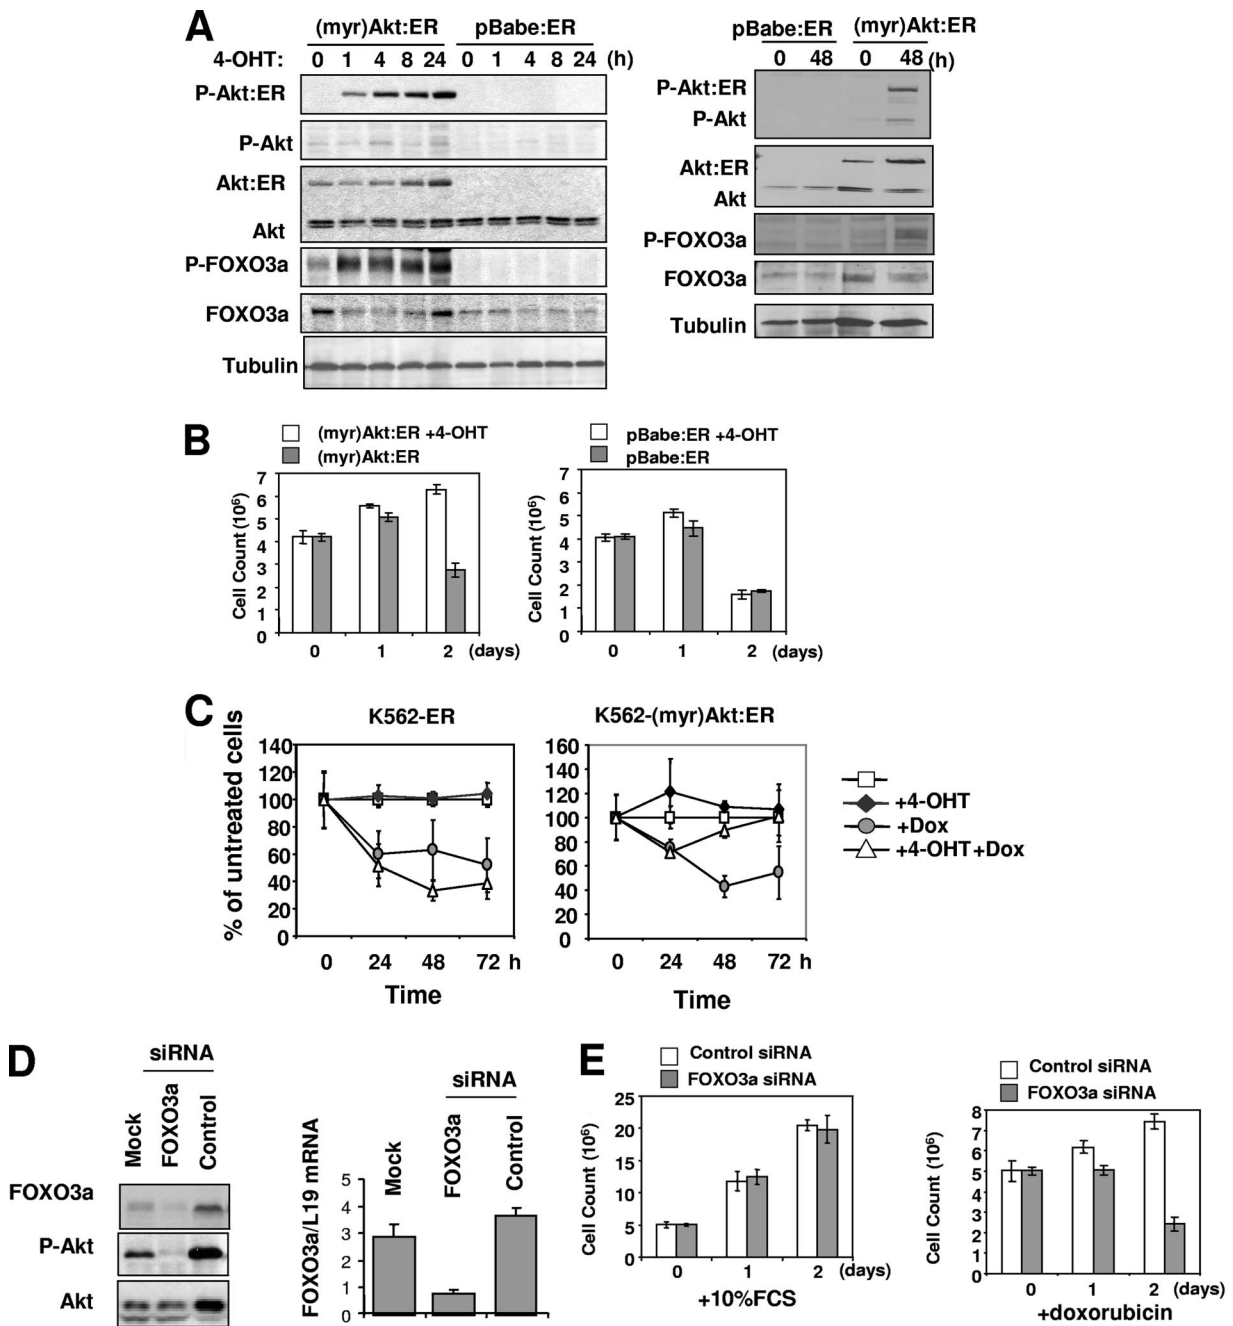 A
(myr)Akt:ER pBabe:ER
4-OHT: 0 1 4 8 24 0 1 4 8 24 (h)
P-Akt:ER
P-Akt
Akt:ER
Akt
P-FOXO3a
FOXO3a
Tubulin
pBabe:ER (myr)Akt:ER
0 48 0 48 (h)
P-Akt:ER
P-Akt
Akt:ER
Akt
P-FOXO3a
FOXO3a
Tubulin
B
(myr)Akt:ER +4-OHT
(myr)Akt:ER
Cell Count (10⁶)
7
6
5
4
3
2
1
0
0 1 2 (days)
pBabe:ER +4-OHT
pBabe:ER
Cell Count (10⁶)
7
6
5
4
3
2
1
0
0 1 2 (days)
C
K562-ER
% of untreated cells
140
120
100
80
60
40
20
0
0 24 48 72 h
Time
K562-(myr)Akt:ER
160
140
120
100
80
60
40
20
0
0 24 48 72 h
Time
+4-OHT
+Dox
+4-OHT+Dox
D
siRNA
Mock FOXO3a Control
FOXO3a
P-Akt
Akt
siRNA
Mock FOXO3a Control
FOXO3a/L19 mRNA
5
4
3
2
1
0
E
Control siRNA
FOXO3a siRNA
Cell Count (10⁶)
25
20
15
10
5
0
0 1 2 (days)
+10%FCS
Control siRNA
FOXO3a siRNA
Cell Count (10⁶)
8
7
6
5
4
3
2
1
0
0 1 2 (days)
+doxorubicin